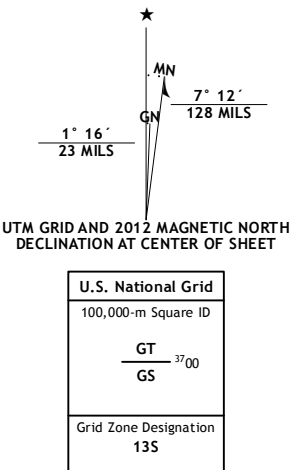 ★
MN
GN
7° 12´
128 MILS
1° 16´
23 MILS
UTM GRID AND 2012 MAGNETIC NORTH
DECLINATION AT CENTER OF SHEET
U.S. National Grid
100,000-m Square ID
GT
3700
GS
Grid Zone Designation
13S